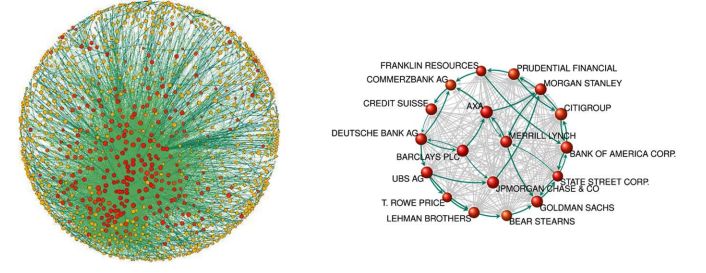 FRANKLIN RESOURCES
PRUDENTIAL FINANCIAL
COMMERZBANK AG
MORGAN STANLEY
CREDIT SUISSE
AXA
CITIGROUP
DEUTSCHE BANK AG
MERRILL LYNCH
BARCLAYS PLC
BANK OF AMERICA CORP.
UBS AG
STATE STREET CORP.
JPMORGAN CHASE & CO
T. ROWE PRICE
GOLDMAN SACHS
LEHMAN BROTHERS
BEAR STEARNS